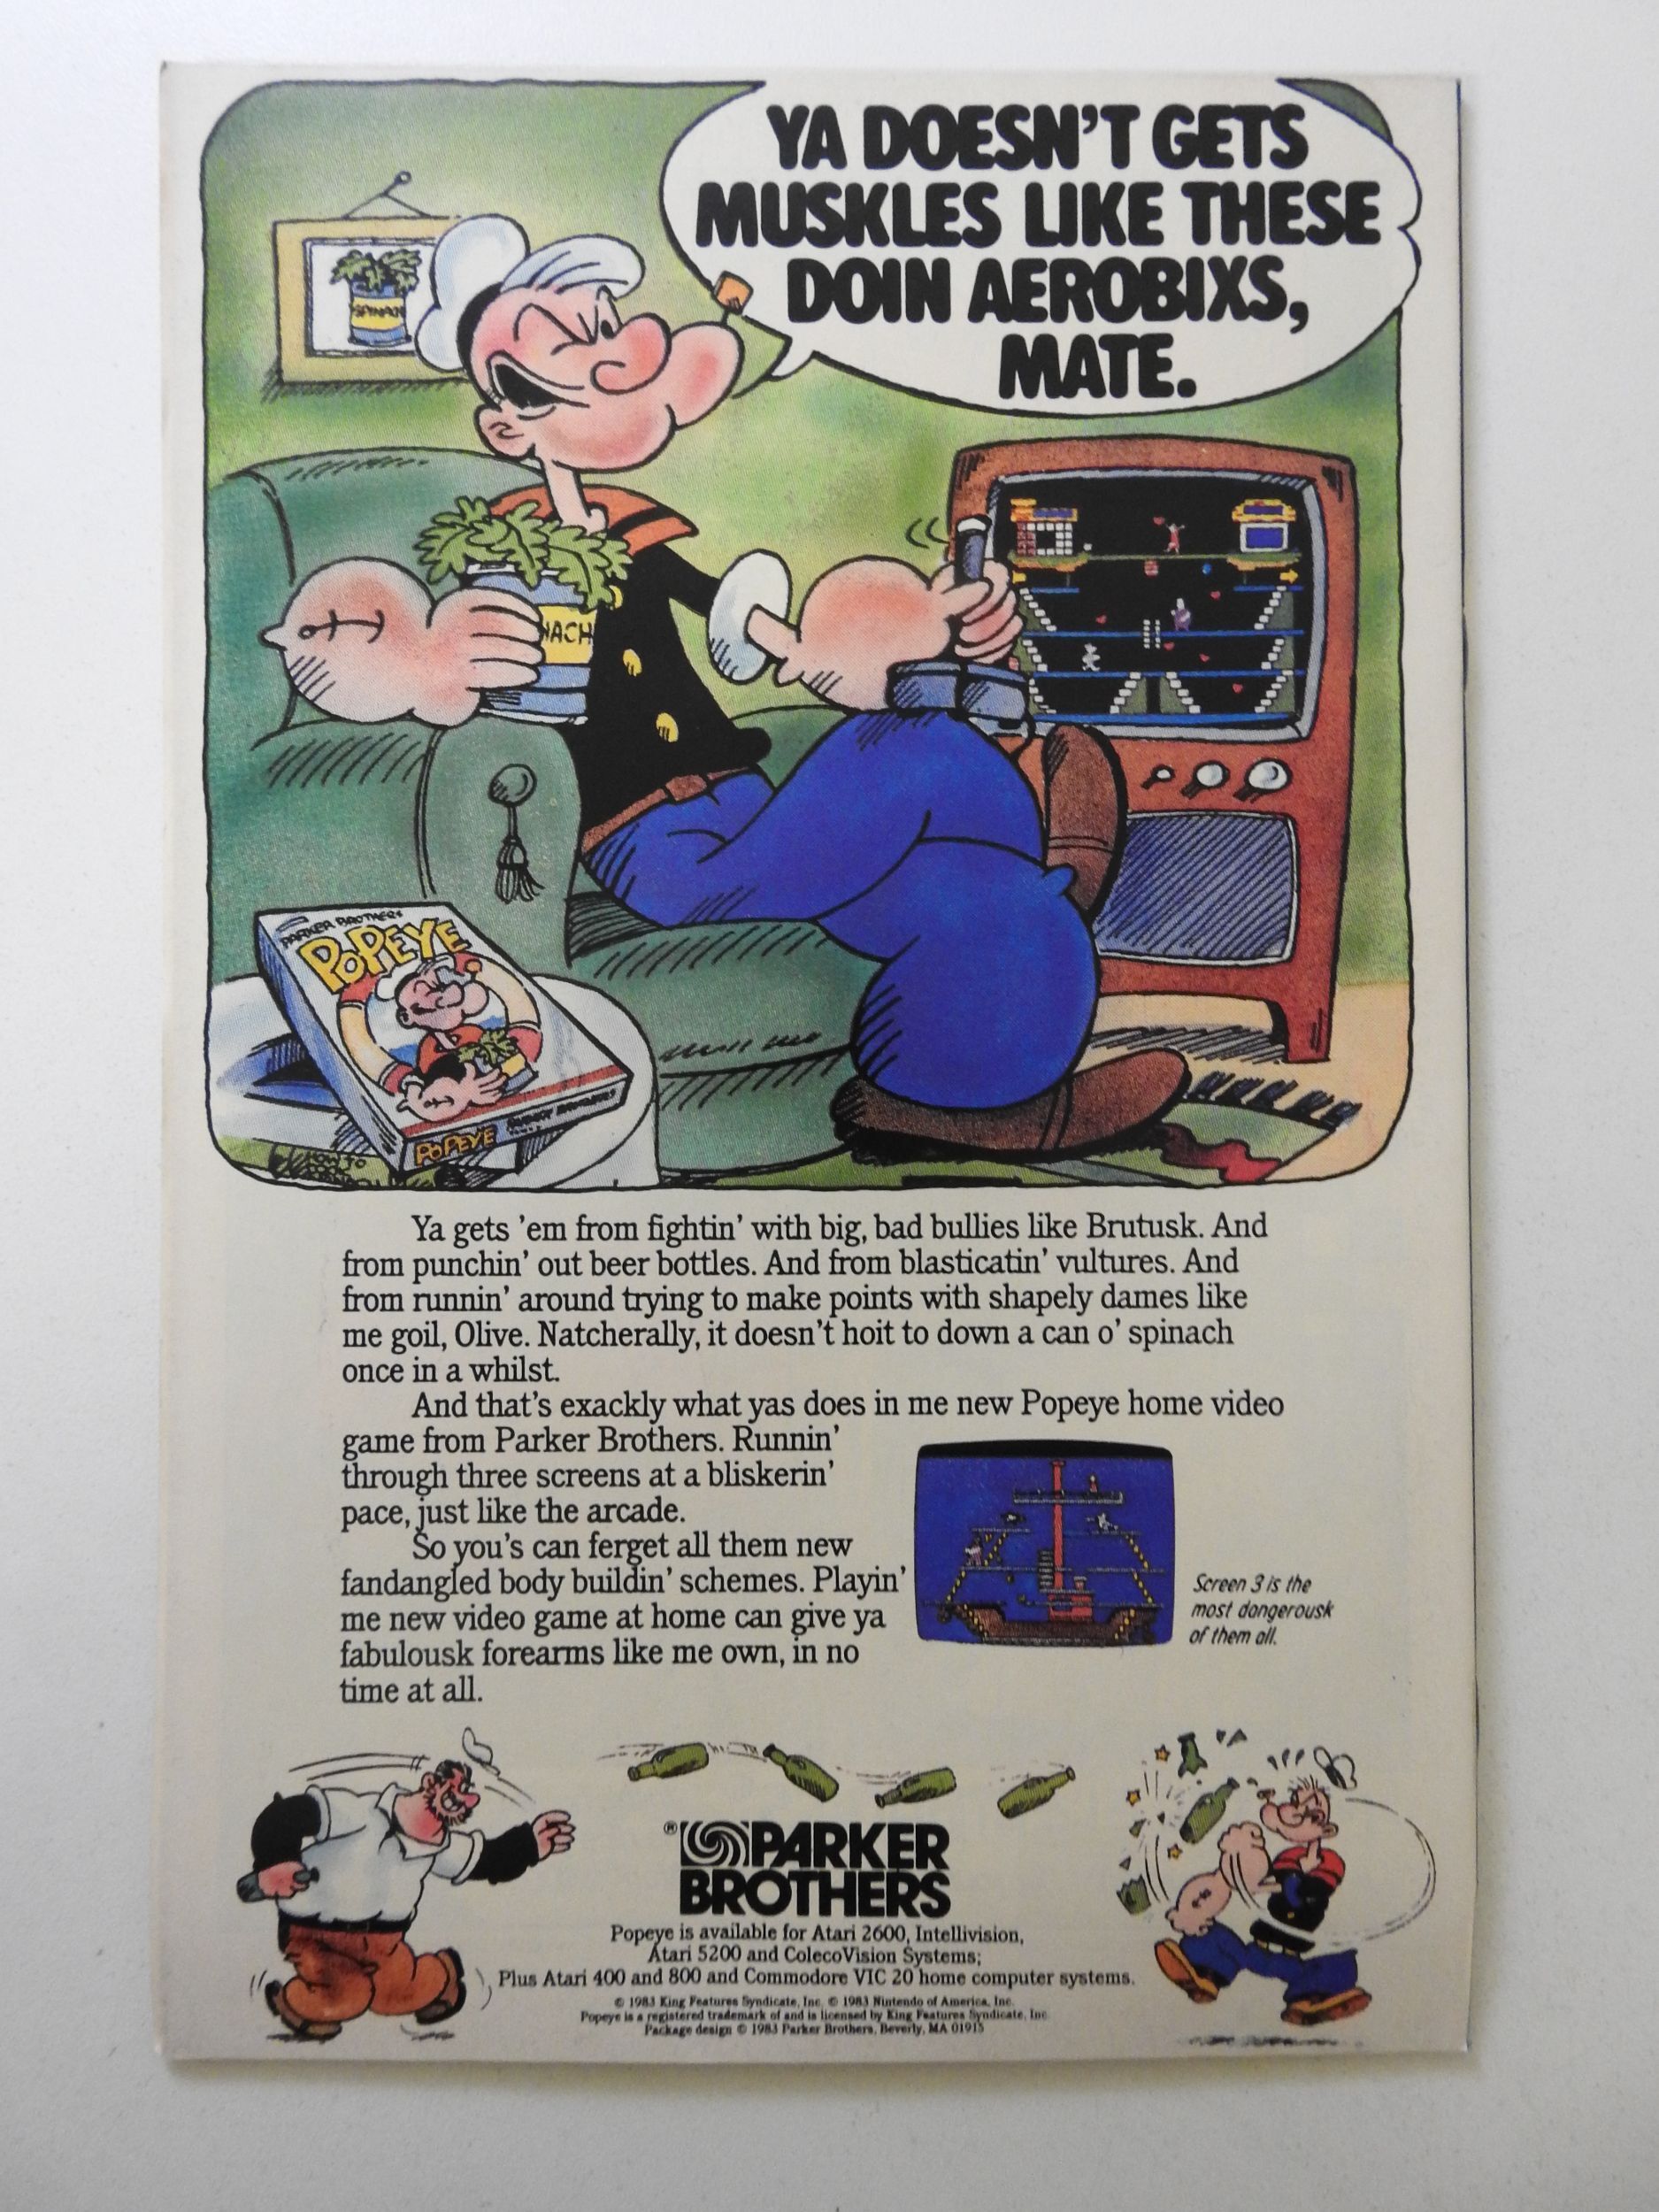 YA DOESN'T GETS
MUSKLES LIKE THESE
DOIN AEROBIXS,
MATE.
SPINACH
NACH
PARKER BROTHERS
POPEYE
POPEYE PARKER BROTHERS
HOW TO
Ya gets 'em from fightin' with big, bad bullies like Brutusk. And
from punchin' out beer bottles. And from blasticatin' vultures. And
from runnin' around trying to make points with shapely dames like
me goil, Olive. Natcherally, it doesn't hoit to down a can o' spinach
once in a whilst.
And that's exackly what yas does in me new Popeye home video
game from Parker Brothers. Runnin'
through three screens at a bliskerin'
pace, just like the arcade.
So you's can ferget all them new
fandangled body buildin' schemes. Playin'
me new video game at home can give ya
fabulousk forearms like me own, in no
time at all.
Screen 3 is the
most dangerousk
of them all.
® PARKER
BROTHERS
Popeye is available for Atari 2600, Intellivision,
Atari 5200 and ColecoVision Systems;
Plus Atari 400 and 800 and Commodore VIC 20 home computer systems.
© 1983 King Features Syndicate, Inc. © 1983 Nintendo of America, Inc.
Popeye is a registered trademark of and is licensed by King Features Syndicate, Inc.
Package design © 1983 Parker Brothers, Beverly, MA 01915